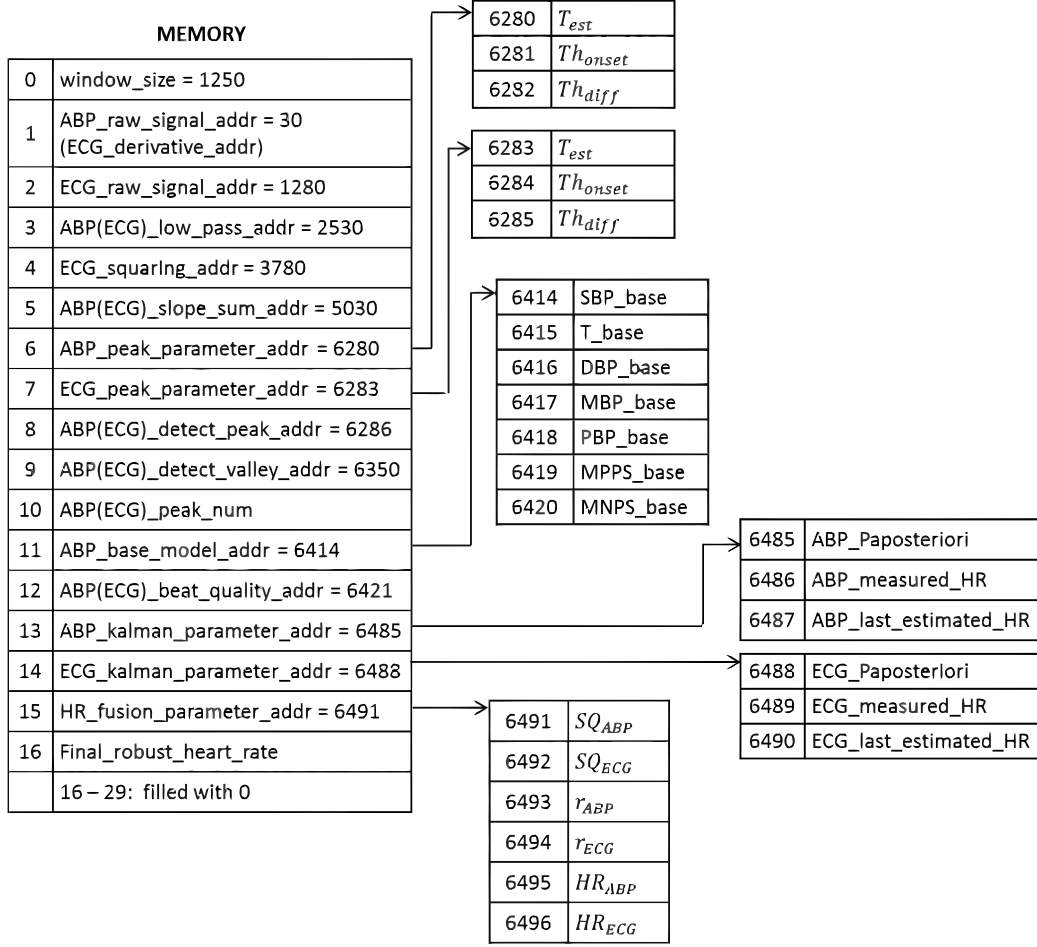 MEMORY
0 window_size = 1250
1 ABP_raw_signal_addr = 30
(ECG_derivative_addr)
2 ECG_raw_signal_addr = 1280
3 ABP(ECG)_low_pass_addr = 2530
4 ECG_squaring_addr = 3780
5 ABP(ECG)_slope_sum_addr = 5030
6 ABP_peak_parameter_addr = 6280
7 ECG_peak_parameter_addr = 6283
8 ABP(ECG)_detect_peak_addr = 6286
9 ABP(ECG)_detect_valley_addr = 6350
10 ABP(ECG)_peak_num
11 ABP_base_model_addr = 6414
12 ABP(ECG)_beat_quality_addr = 6421
13 ABP_kalman_parameter_addr = 6485
14 ECG_kalman_parameter_addr = 6488
15 HR_fusion_parameter_addr = 6491
16 Final_robust_heart_rate
16 – 29: filled with 0
6280 T_est
6281 Th_onset
6282 Th_diff
6283 T_est
6284 Th_onset
6285 Th_diff
6414 SBP_base
6415 T_base
6416 DBP_base
6417 MBP_base
6418 PBP_base
6419 MPPS_base
6420 MNPS_base
6485 ABP_Paposteriori
6486 ABP_measured_HR
6487 ABP_last_estimated_HR
6488 ECG_Paposteriori
6489 ECG_measured_HR
6490 ECG_last_estimated_HR
6491 SQ_ABP
6492 SQ_ECG
6493 r_ABP
6494 r_ECG
6495 HR_ABP
6496 HR_ECG